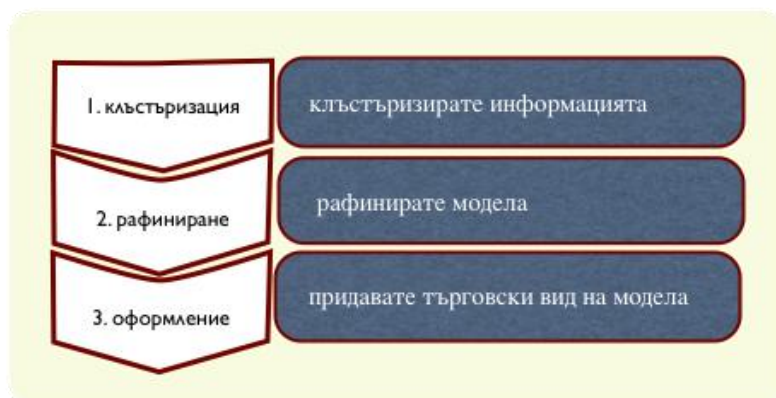 1. клъстъризация
клъстъризирате информацията
2. рафиниране
рафинирате модела
3. оформление
придавате търговски вид на модела